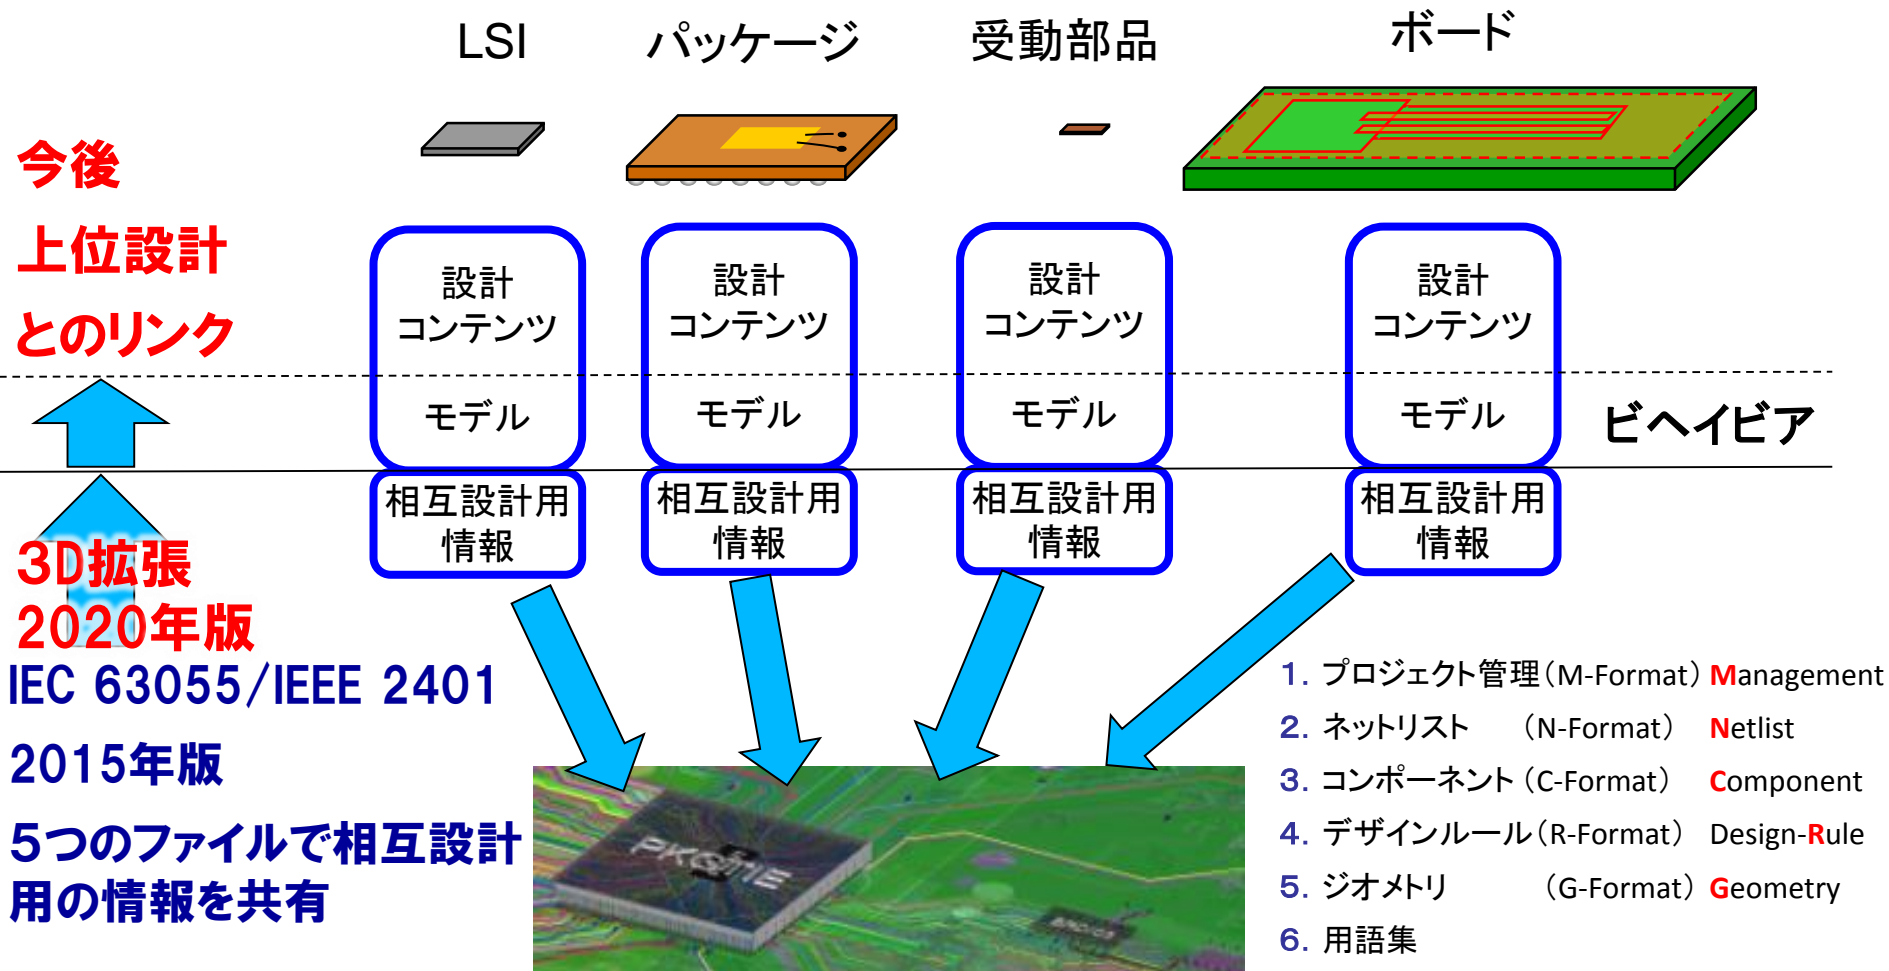 LSI
パッケージ
受動部品
ボード
今後
上位設計
とのリンク
設計
コンテンツ
モデル
設計
コンテンツ
モデル
設計
コンテンツ
モデル
設計
コンテンツ
モデル
ビヘイビア
相互設計用
情報
相互設計用
情報
相互設計用
情報
相互設計用
情報
3D拡張
2020年版
IEC 63055/IEEE 2401
2015年版
5つのファイルで相互設計
用の情報を共有
1. プロジェクト管理(M-Format) Management
2. ネットリスト (N-Format) Netlist
3. コンポーネント(C-Format) Component
4. デザインルール(R-Format) Design-Rule
5. ジオメトリ (G-Format) Geometry
6. 用語集